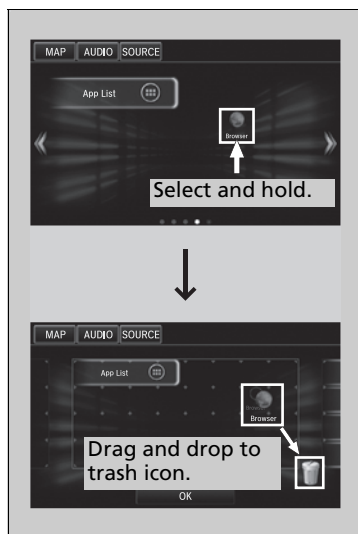 MAP AUDIO SOURCE
App List
Browser
Select and hold.
MAP AUDIO SOURCE
App List
Browser
Drag and drop to
trash icon.
OK